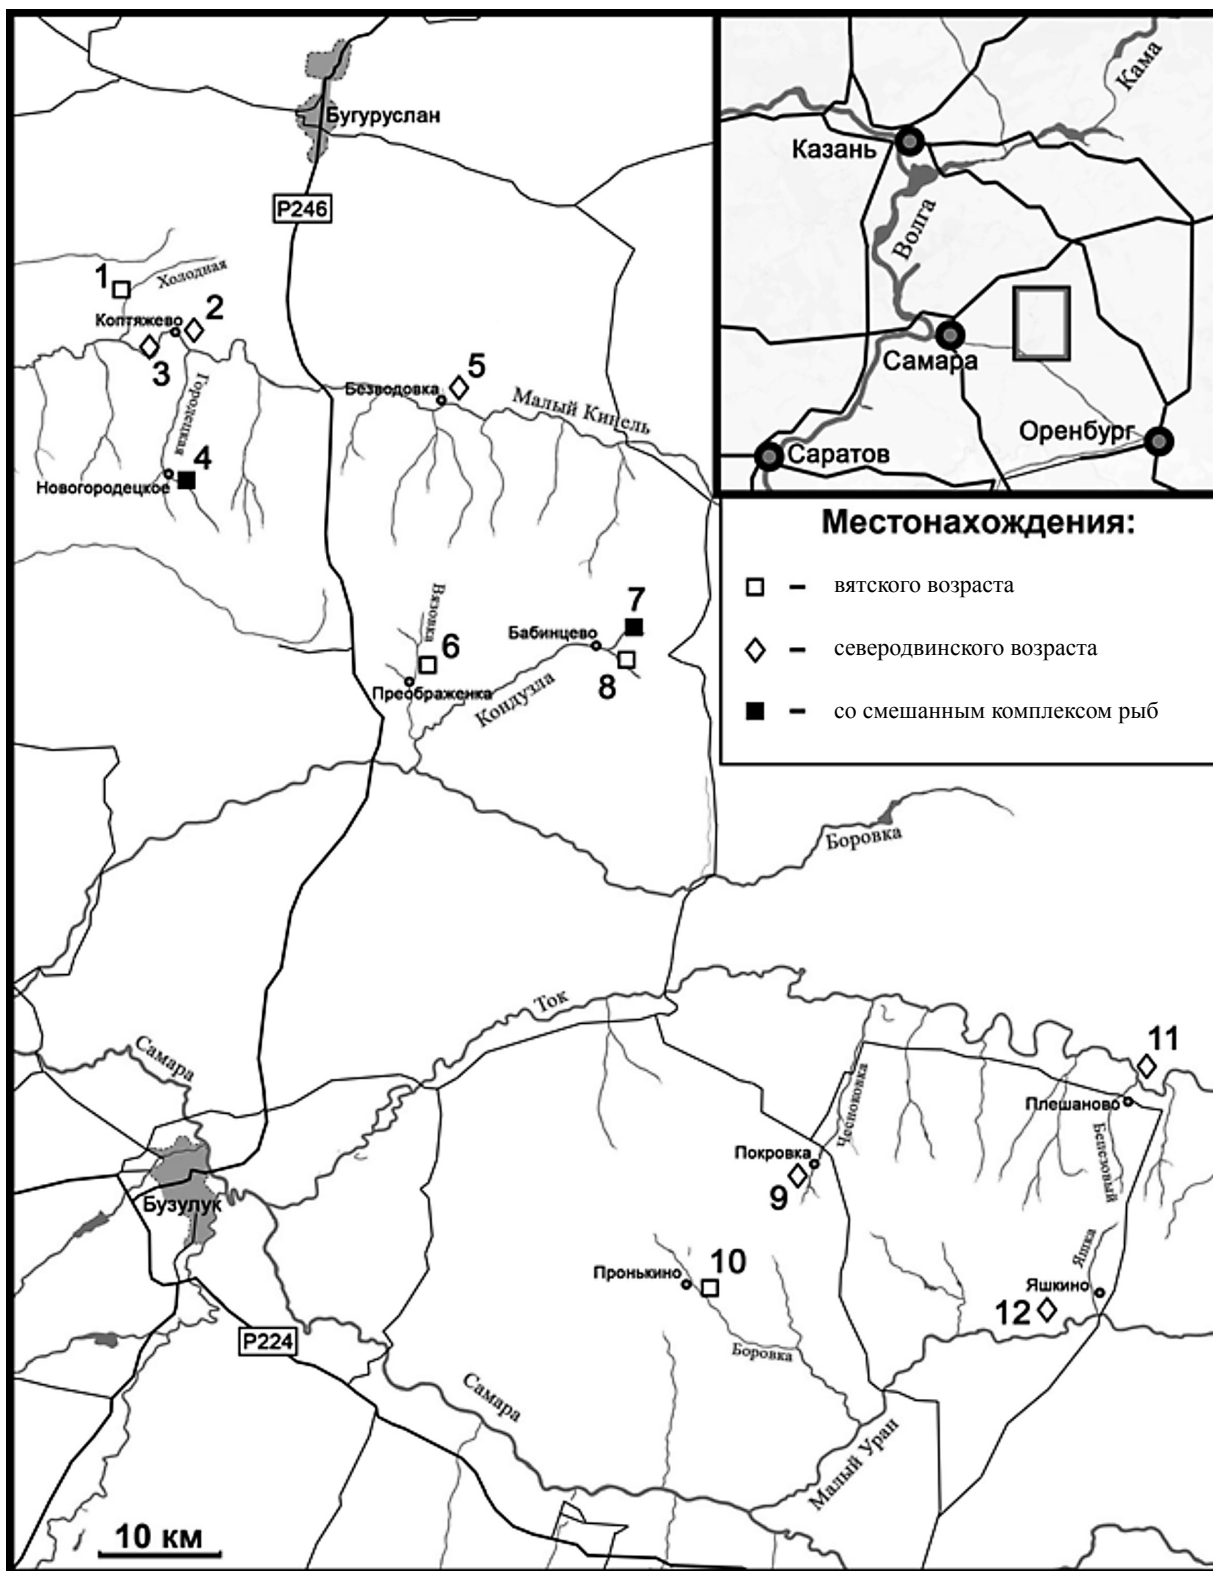 Бугуруслан
Р246
1
Холодная
2
Коптяжево
3
Городецкая
5
Безводовка
Малый Кинель
4
Новогородецкое
Вязовка
7
Бабинцево
6
8
Преображенка
Кондузла
Боровка
Ток
Самара
11
Чесноковка
Плешаново
Бепезовый
Покровка
9
Бузулук
Яшка
Пронькино
10
Яшкино
12
Р224
Боровка
Самара
Малый Уран
10 км
Кама
Казань
Волга
Самара
Оренбург
Саратов
Местонахождения:
– вятского возраста
– северодвинского возраста
– со смешанным комплексом рыб